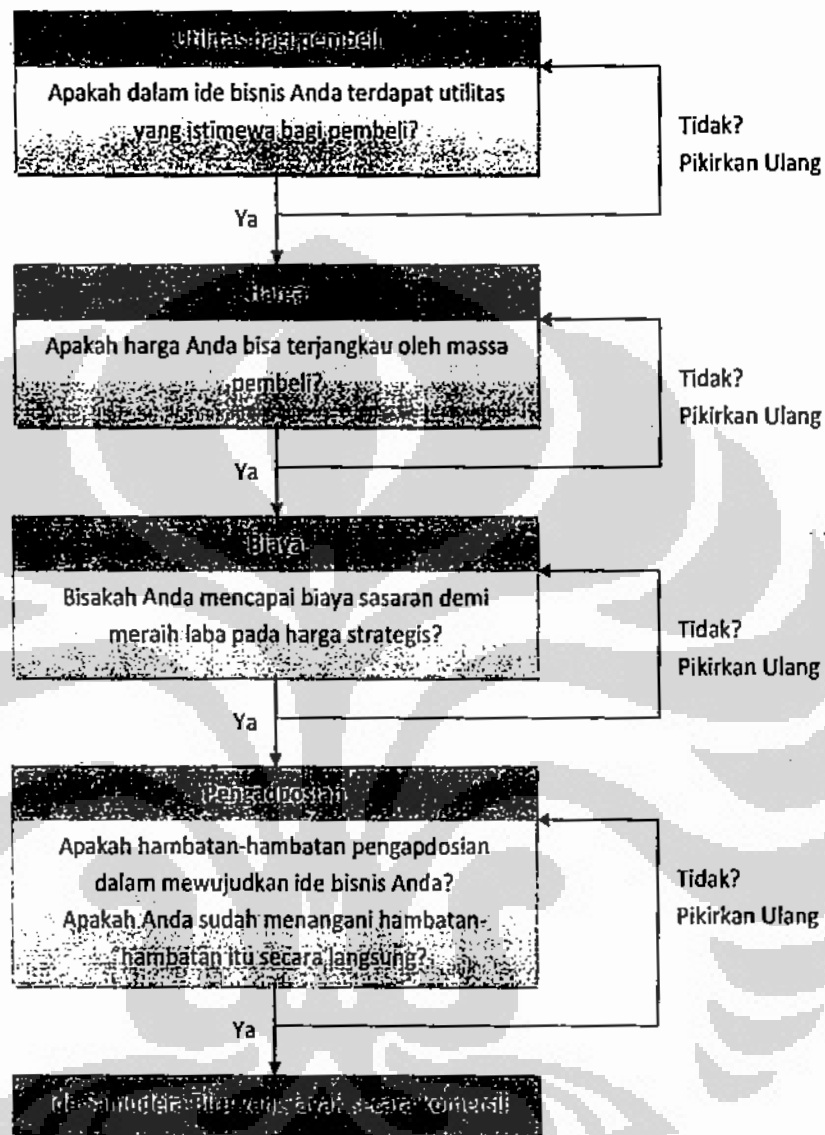 Utilitas bagi pembeli
Apakah dalam ide bisnis Anda terdapat utilitas
yang istimewa bagi pembeli?
Tidak?
Pikirkan Ulang
Ya
Harga
Apakah harga Anda bisa terjangkau oleh massa
pembeli?
Tidak?
Pikirkan Ulang
Ya
Biaya
Bisakah Anda mencapai biaya sasaran demi
meraih laba pada harga strategis?
Tidak?
Pikirkan Ulang
Ya
Pengadposian
Apakah hambatan-hambatan pengapdosian
dalam mewujudkan ide bisnis Anda?
Apakah Anda sudah menangani hambatan-
hambatan itu secara langsung?
Tidak?
Pikirkan Ulang
Ya
Ide Samudera Biru yang layak secara komersil